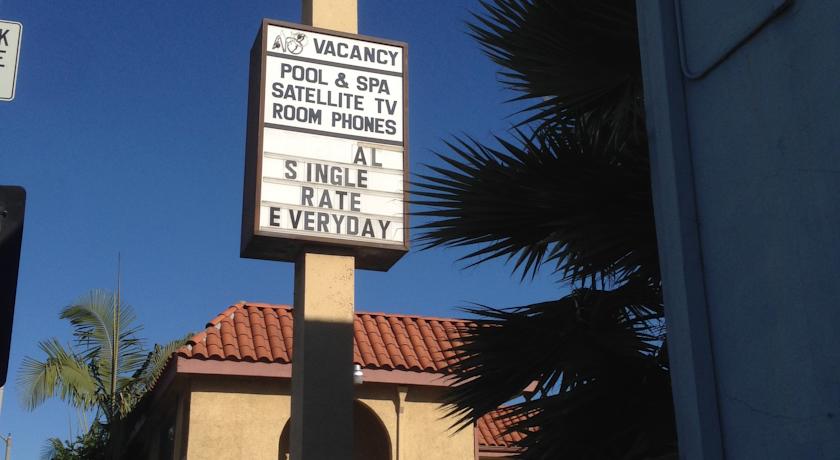 VACANCY
POOL & SPA
SATELLITE TV
ROOM PHONES
AL
SINGLE
RATE
EVERYDAY
K
E